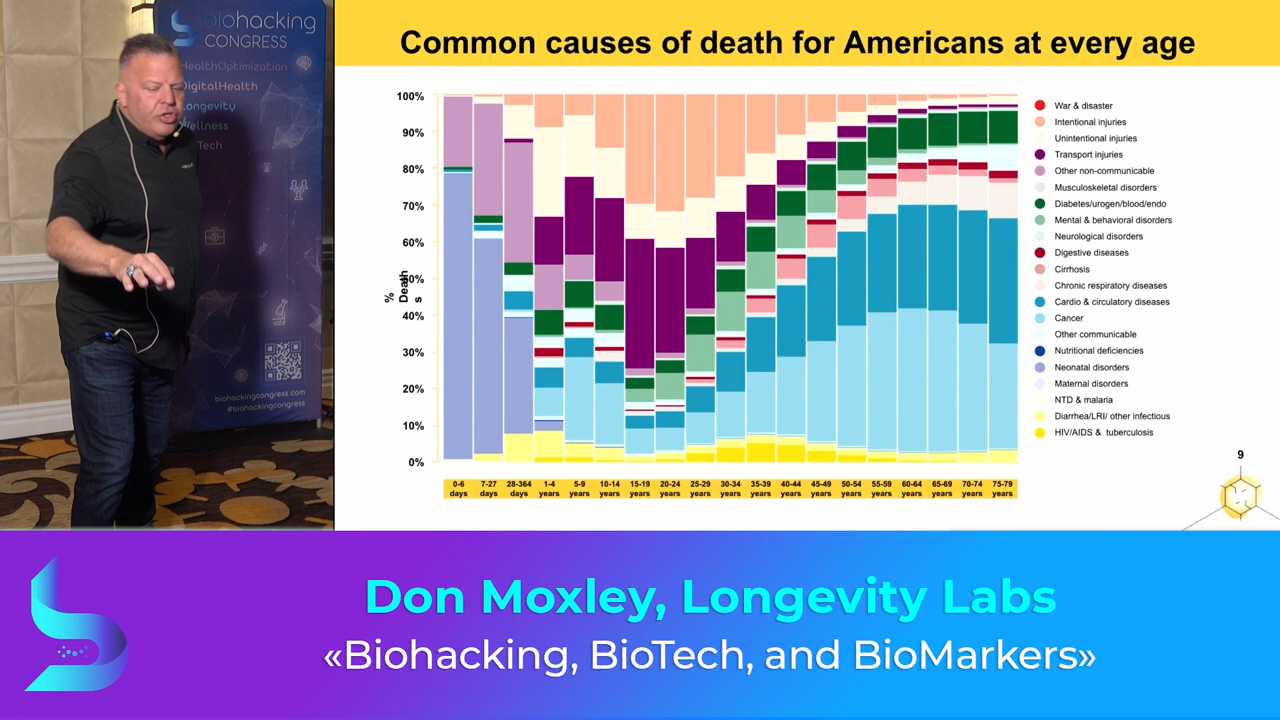 biohacking
CONGRESS
HealthOptimization
DigitalHealth
Longevity
Wellness
Tech
biohackingcongress.com
#biohackingcongress
Common causes of death for Americans at every age
100%
90%
80%
70%
60%
50%
40%
30%
20%
10%
0%
%
Death
s
0-6 days
7-27 days
28-364 days
1-4 years
5-9 years
10-14 years
15-19 years
20-24 years
25-29 years
30-34 years
35-39 years
40-44 years
45-49 years
50-54 years
55-59 years
60-64 years
65-69 years
70-74 years
75-79 years
War & disaster
Intentional injuries
Unintentional injuries
Transport injuries
Other non-communicable
Musculoskeletal disorders
Diabetes/urogen/blood/endo
Mental & behavioral disorders
Neurological disorders
Digestive diseases
Cirrhosis
Chronic respiratory diseases
Cardio & circulatory diseases
Cancer
Other communicable
Nutritional deficiencies
Neonatal disorders
Maternal disorders
NTD & malaria
Diarrhea/LRI/ other infectious
HIV/AIDS & tuberculosis
9
Don Moxley, Longevity Labs
«Biohacking, BioTech, and BioMarkers»